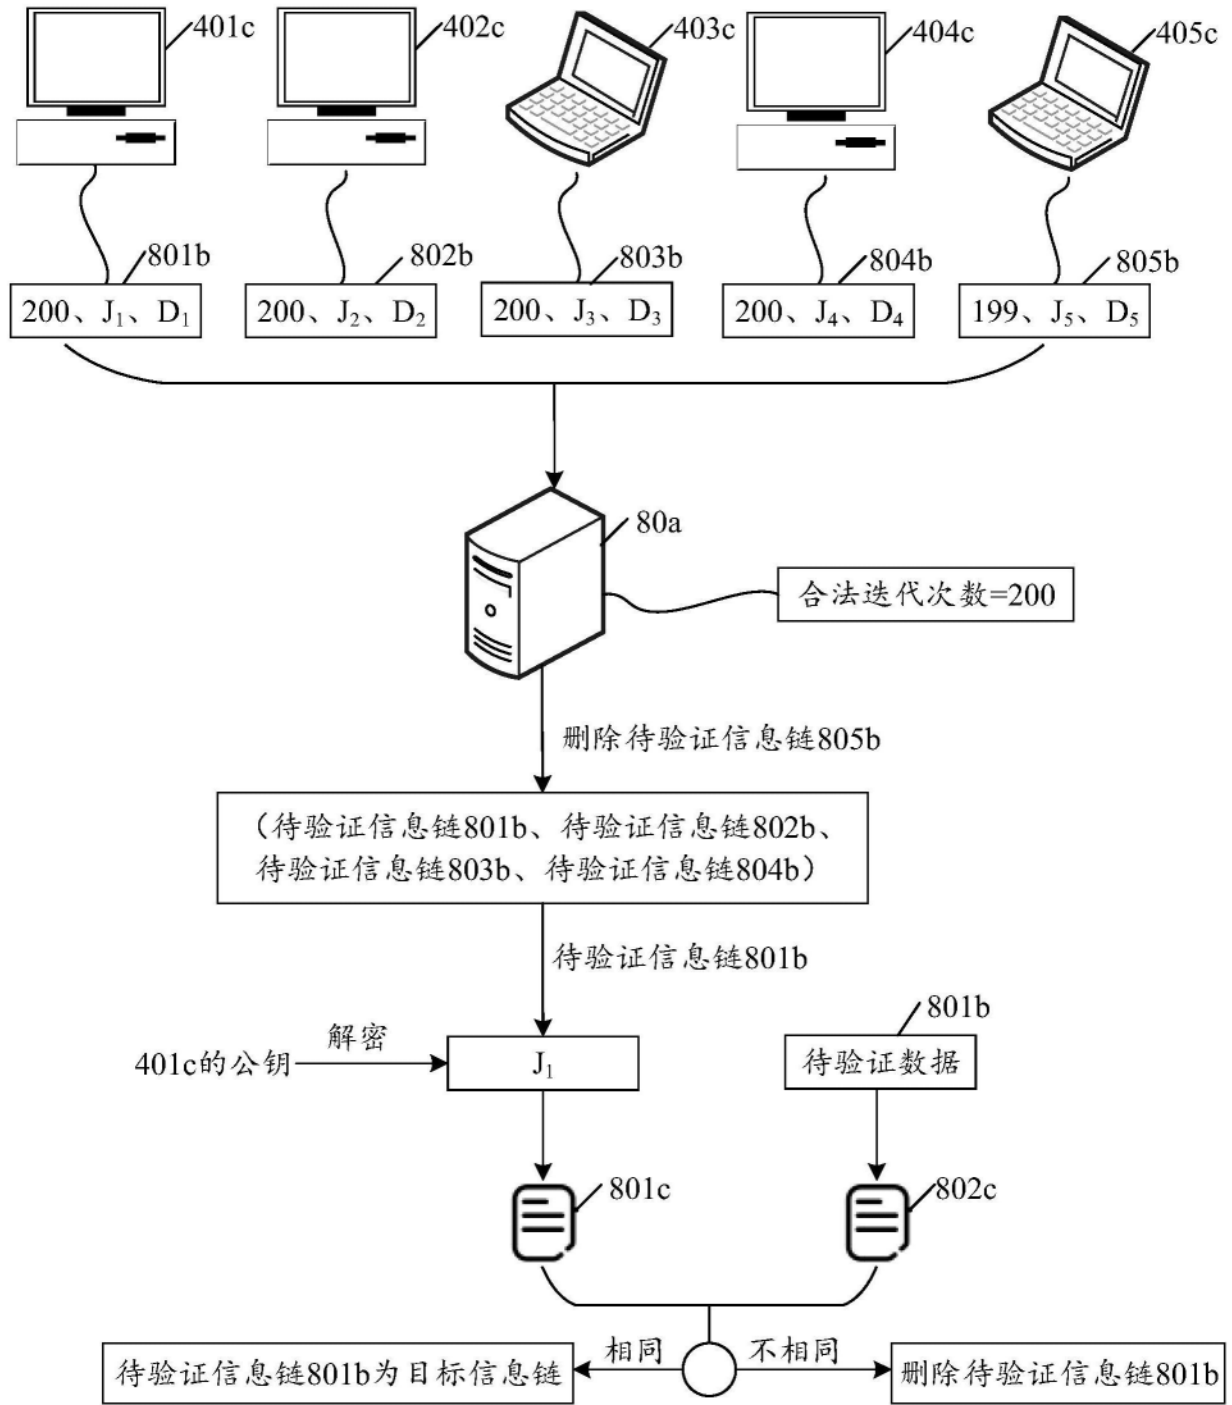 401c
402c
403c
404c
405c
801b
802b
803b
804b
805b
200、J₁、D₁
200、J₂、D₂
200、J₃、D₃
200、J₄、D₄
199、J₅、D₅
80a
合法迭代次数=200
删除待验证信息链805b
（待验证信息链801b、待验证信息链802b、
待验证信息链803b、待验证信息链804b）
待验证信息链801b
801b
解密
401c的公钥
J₁
待验证数据
801c
802c
相同
不相同
待验证信息链801b为目标信息链
删除待验证信息链801b